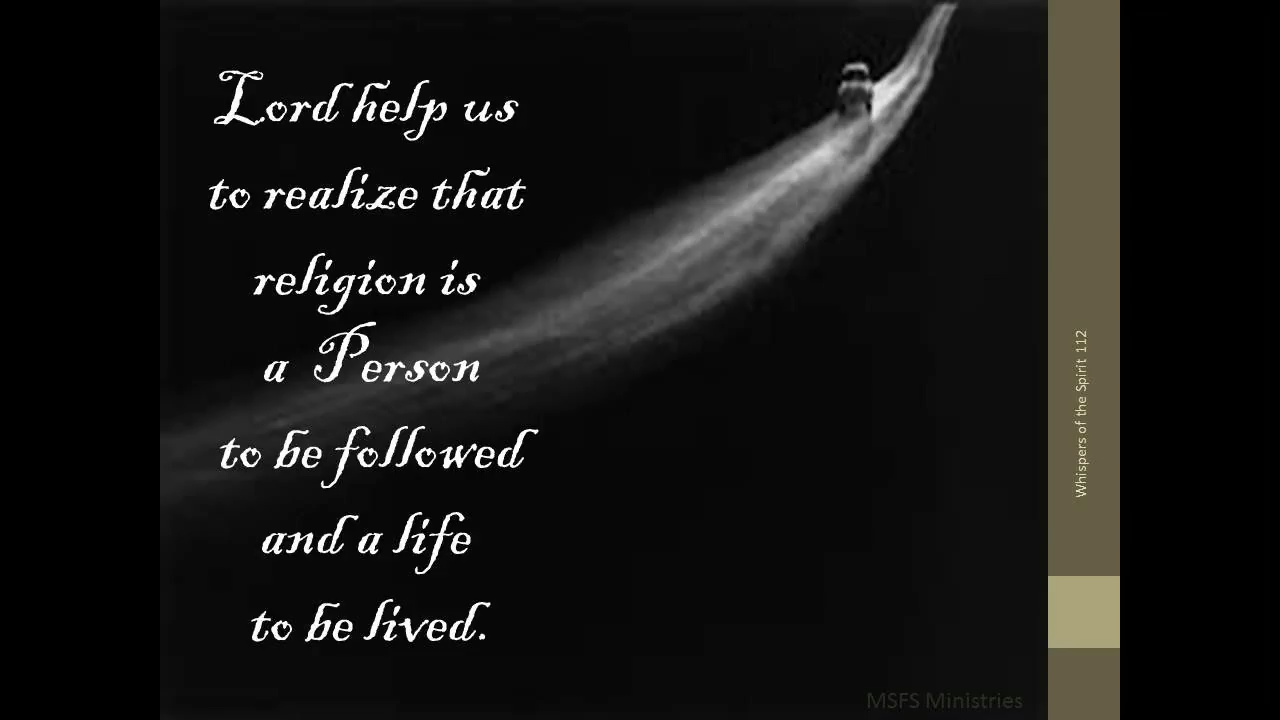 Lord help us
to realize that
religion is
a Person
to be followed
and a life
to be lived.
Whispers of the Spirit 112
MSFS Ministries